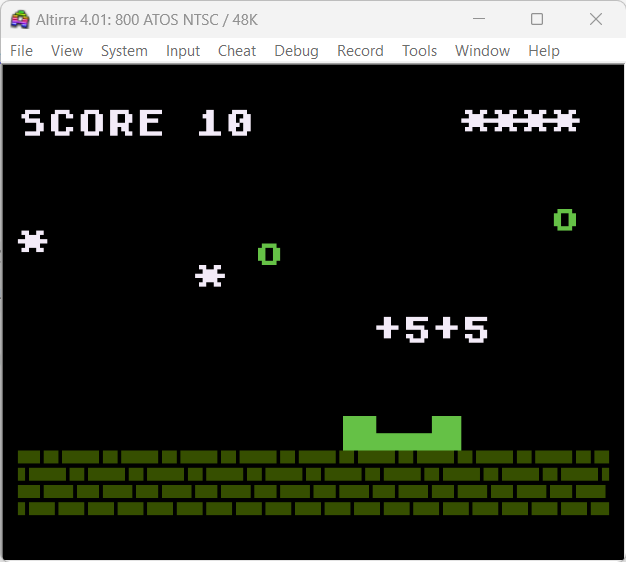 Altirra 4.01: 800 ATOS NTSC / 48K
File View System Input Cheat Debug Record Tools Window Help
SCORE 10 ****
O
*
O
*
+5+5